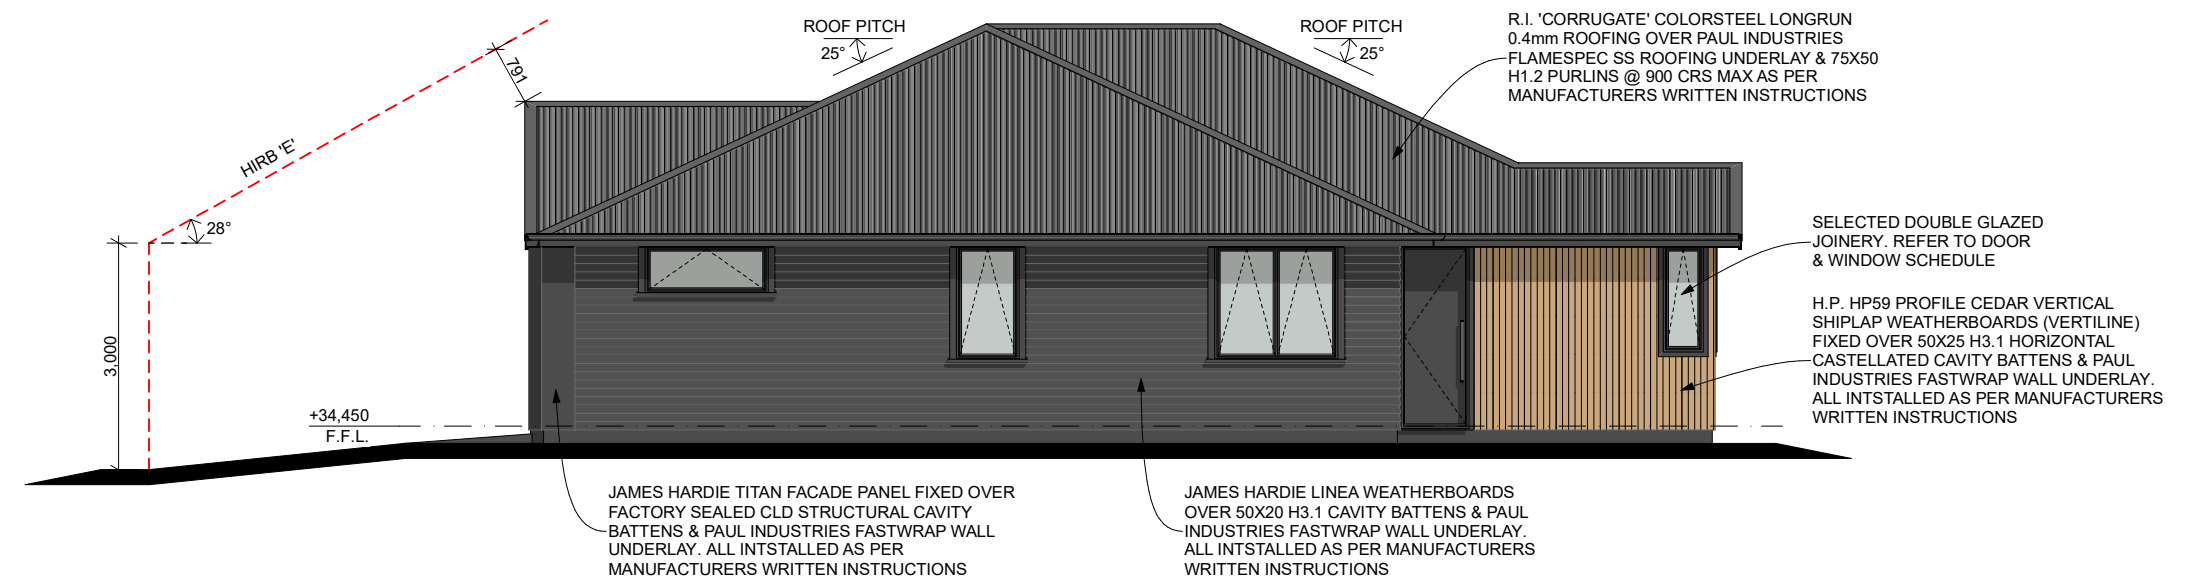 ROOF PITCH
25°
ROOF PITCH
25°
R.I. 'CORRUGATE' COLORSTEEL LONGRUN
0.4mm ROOFING OVER PAUL INDUSTRIES
FLAMESPEC SS ROOFING UNDERLAY & 75X50
H1.2 PURLINS @ 900 CRS MAX AS PER
MANUFACTURERS WRITTEN INSTRUCTIONS
791
HIRB 'E'
28°
3,000
SELECTED DOUBLE GLAZED
JOINERY. REFER TO DOOR
& WINDOW SCHEDULE
H.P. HP59 PROFILE CEDAR VERTICAL
SHIPLAP WEATHERBOARDS (VERTILINE)
FIXED OVER 50X25 H3.1 HORIZONTAL
CASTELLATED CAVITY BATTENS & PAUL
INDUSTRIES FASTWRAP WALL UNDERLAY.
ALL INTSTALLED AS PER MANUFACTURERS
WRITTEN INSTRUCTIONS
+34,450
F.F.L.
JAMES HARDIE TITAN FACADE PANEL FIXED OVER
FACTORY SEALED CLD STRUCTURAL CAVITY
BATTENS & PAUL INDUSTRIES FASTWRAP WALL
UNDERLAY. ALL INTSTALLED AS PER
MANUFACTURERS WRITTEN INSTRUCTIONS
JAMES HARDIE LINEA WEATHERBOARDS
OVER 50X20 H3.1 CAVITY BATTENS & PAUL
INDUSTRIES FASTWRAP WALL UNDERLAY.
ALL INTSTALLED AS PER MANUFACTURERS
WRITTEN INSTRUCTIONS